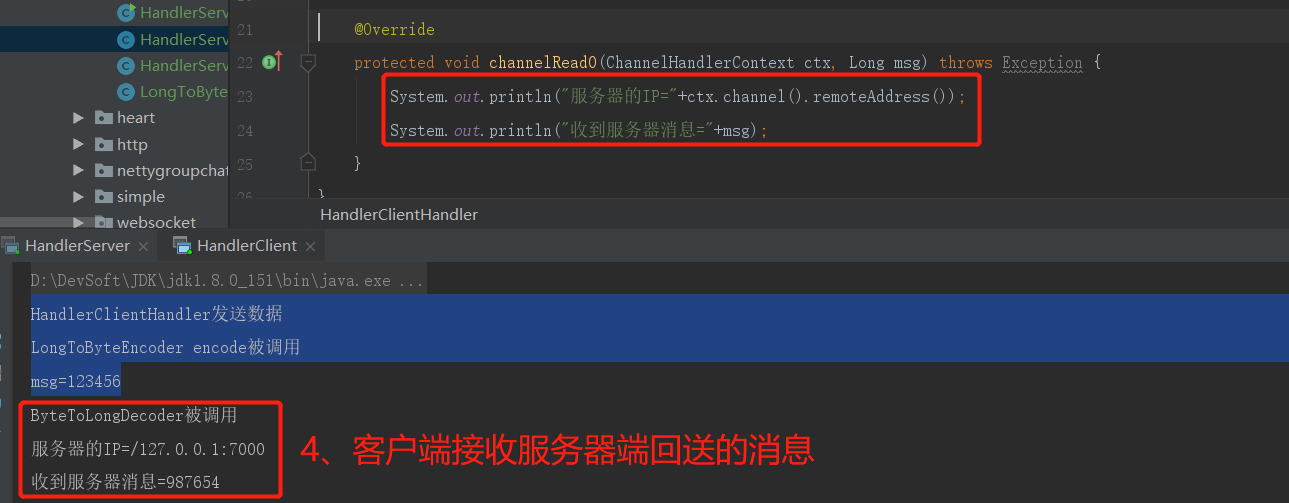 HandlerServ
HandlerServ
HandlerServ
LongToByte
heart
http
nettygroupchat
simple
websocket
21 @Override
22 protected void channelRead0(ChannelHandlerContext ctx, Long msg) throws Exception {
23 System.out.println("服务器的IP="+ctx.channel().remoteAddress());
24 System.out.println("收到服务器消息="+msg);
25 }
26 }
HandlerClientHandler
HandlerServer × HandlerClient ×
D:\DevSoft\JDK\jdk1.8.0_151\bin\java.exe ...
HandlerClientHandler发送数据
LongToByteEncoder encode被调用
msg=123456
ByteToLongDecoder被调用
服务器的IP=/127.0.0.1:7000
收到服务器消息=987654
4、客户端接收服务器端回送的消息